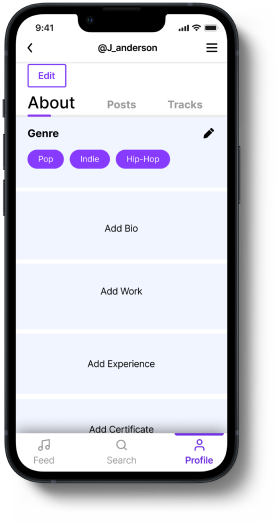 9:41
@J_anderson
Edit
About Posts Tracks
Genre
Pop Indie Hip-Hop
Add Bio
Add Work
Add Experience
Add Certificate
Feed Search Profile